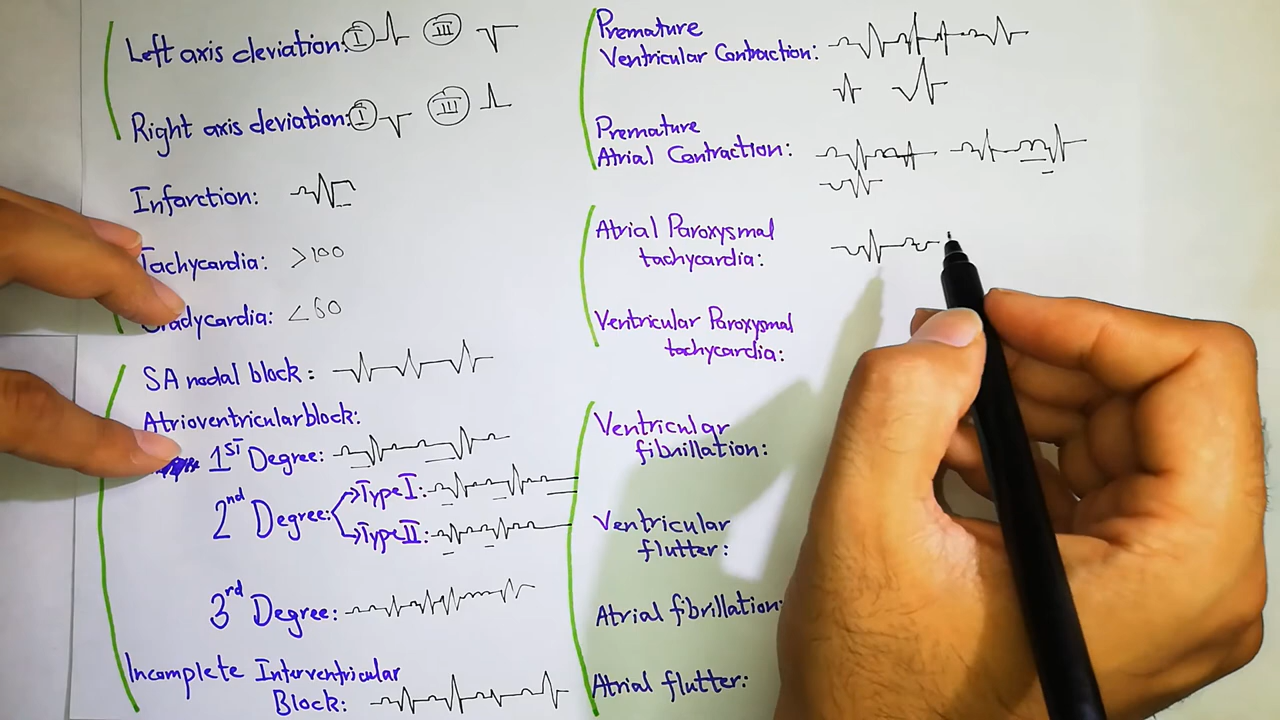 Left axis deviation: I III
Right axis deviation: I III
Infarction:
Tachycardia: >100
Bradycardia: <60
SA nodal block:
Atrioventricular block:
1ST Degree:
2nd Degree: Type I:
Type II:
3rd Degree:
Incomplete Interventricular
Block:
Premature
Ventricular Contraction:
Premature
Atrial Contraction:
Atrial Paroxysmal
tachycardia:
Ventricular Paroxysmal
tachycardia:
Ventricular
fibrillation:
Ventricular
flutter:
Atrial fibrillation:
Atrial flutter: